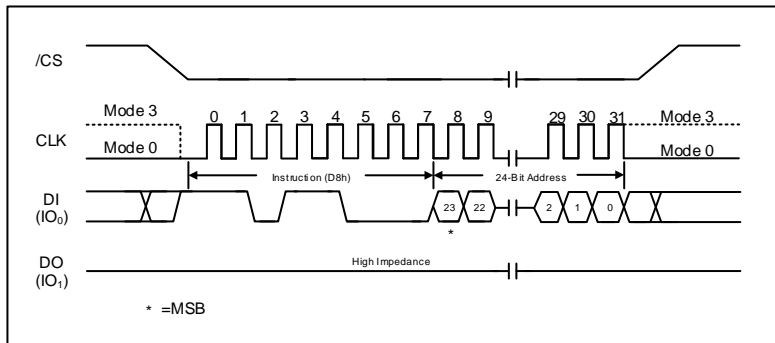 /CS
Mode 3 0 1 2 3 4 5 6 7 8 9 29 30 31 Mode 3
CLK
Mode 0 Mode 0
Instruction (D8h) 24-Bit Address
DI
(IO₀) 23 22 2 1 0
*
DO High Impedance
(IO₁)
* =MSB